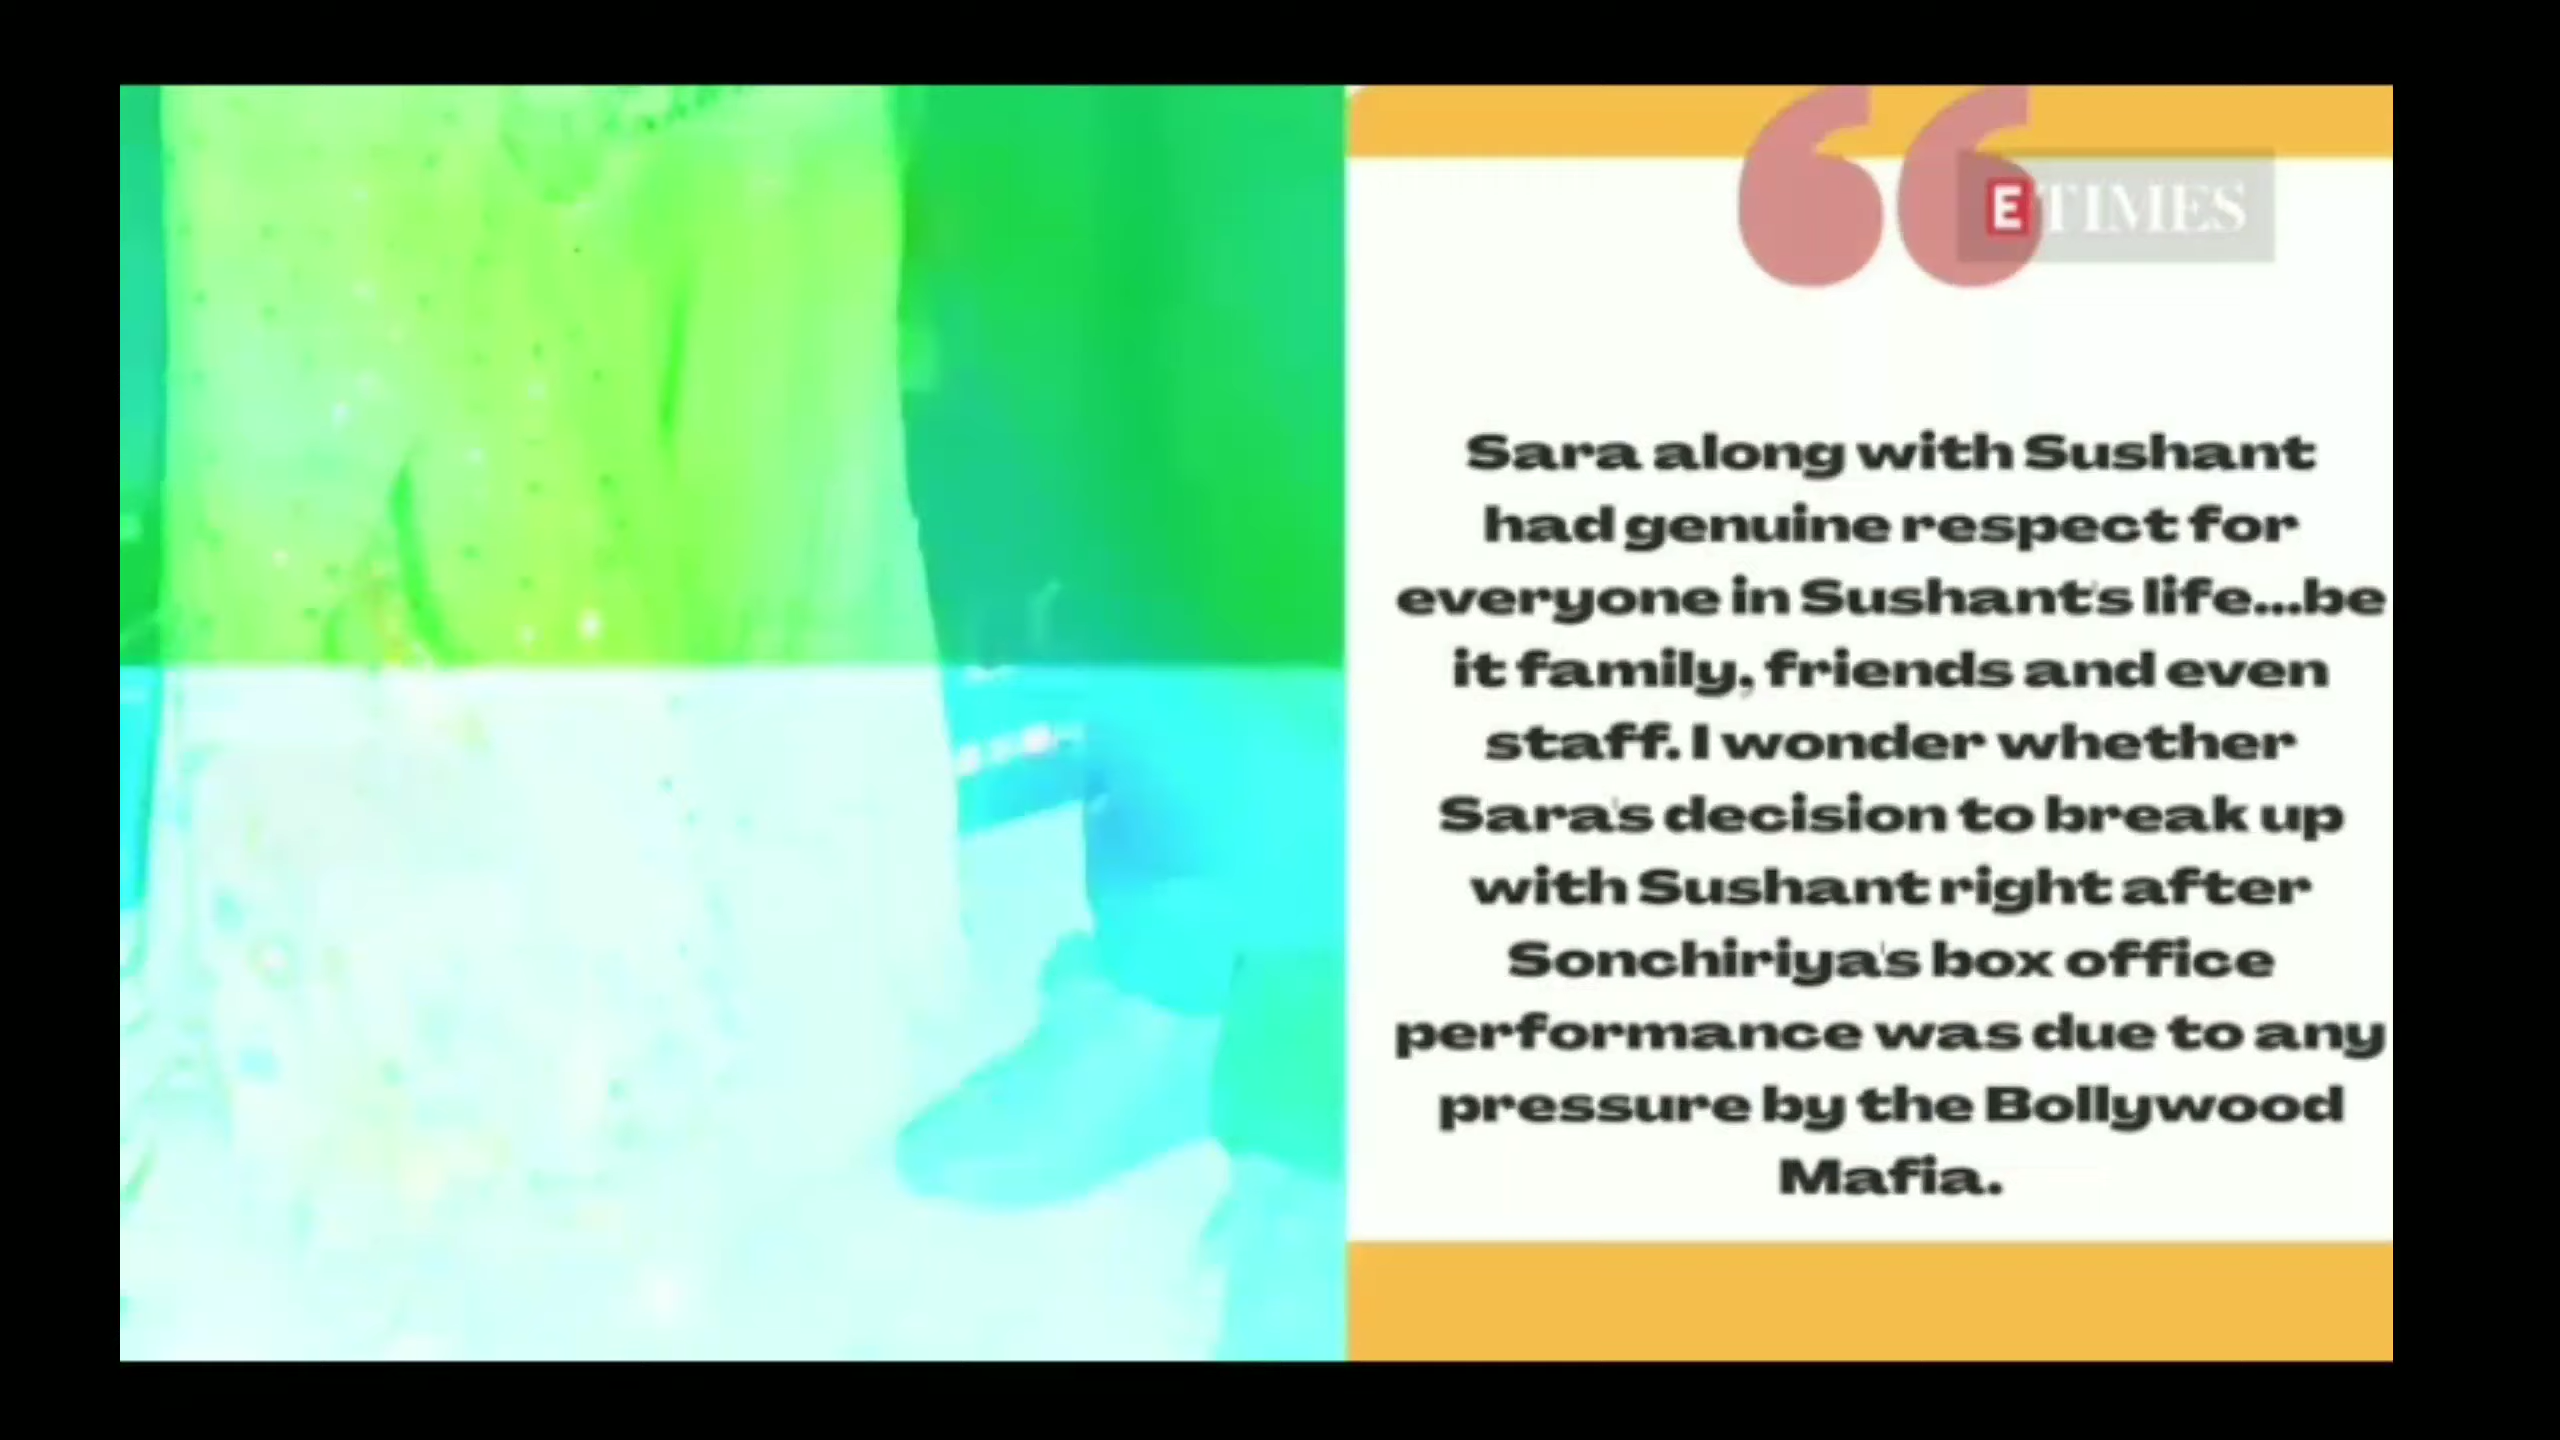 E TIMES
Sara along with Sushant
had genuine respect for
everyone in Sushant's life...be
it family, friends and even
staff. I wonder whether
Sara's decision to break up
with Sushant right after
Sonchiriya's box office
performance was due to any
pressure by the Bollywood
Mafia.